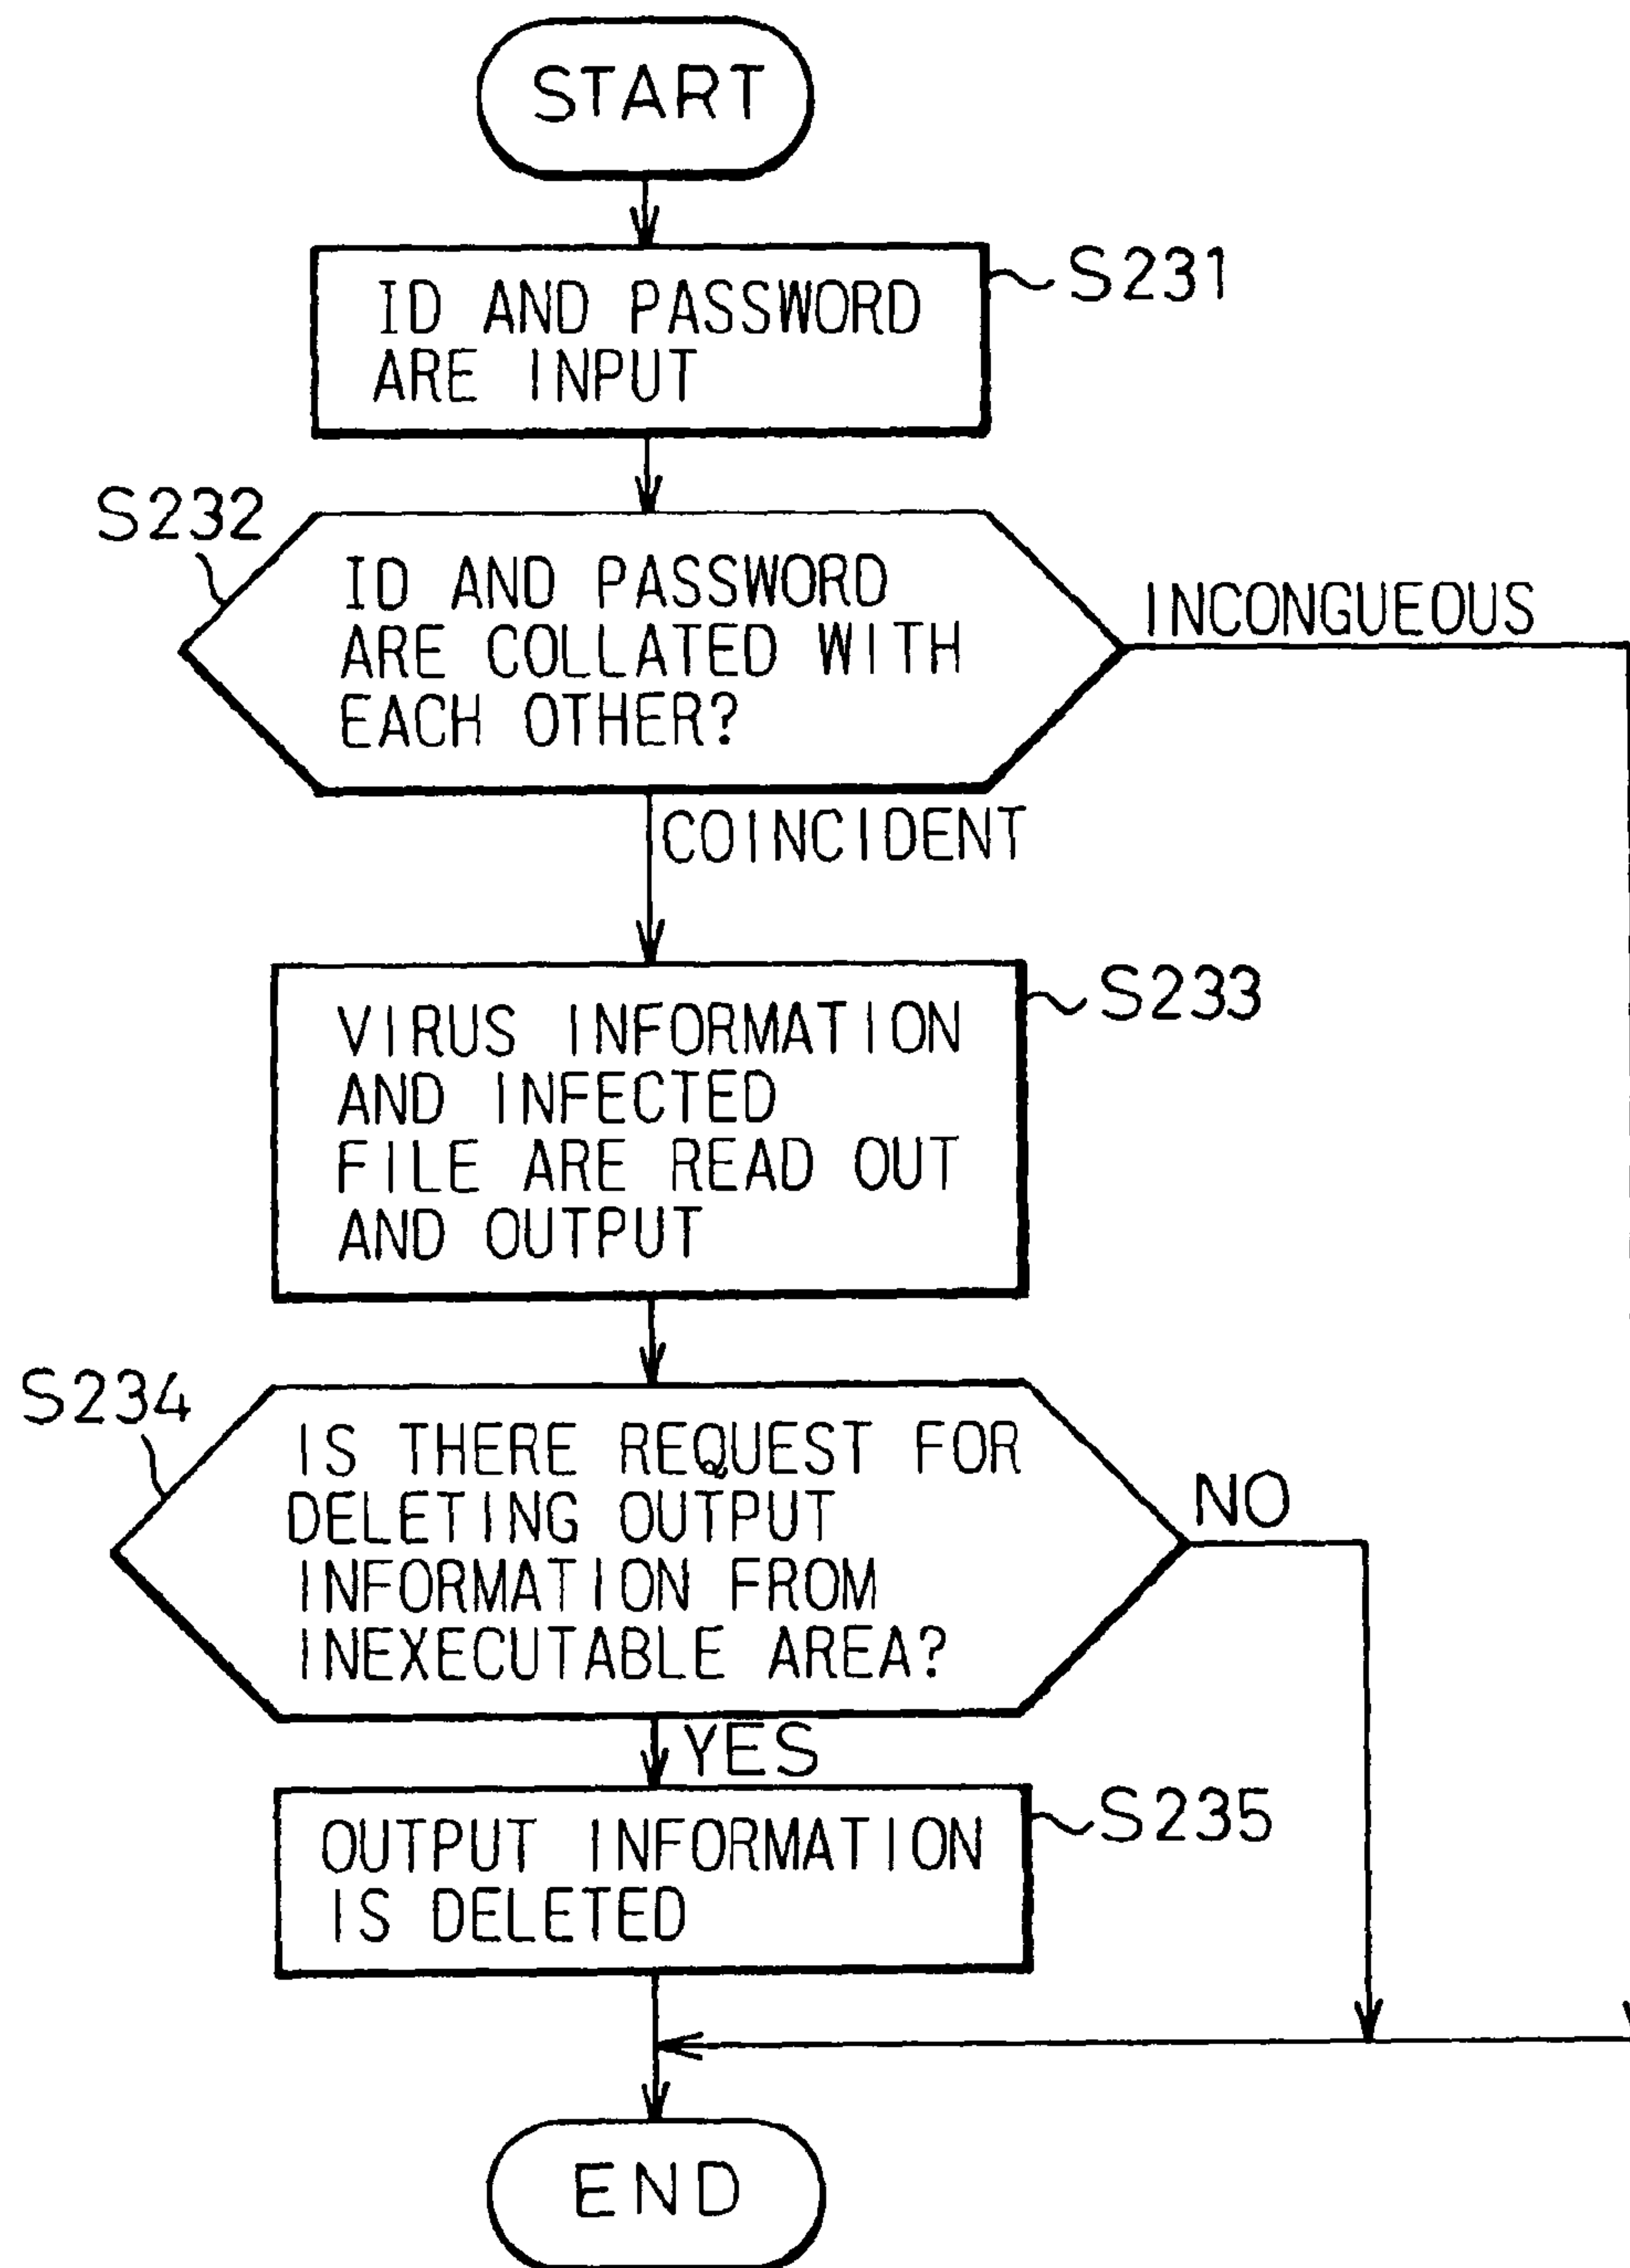 START
ID AND PASSWORD
ARE INPUT
S231
S232
ID AND PASSWORD
ARE COLLATED WITH
EACH OTHER?
INCONGUEOUS
COINCIDENT
VIRUS INFORMATION
AND INFECTED
FILE ARE READ OUT
AND OUTPUT
S233
S234
IS THERE REQUEST FOR
DELETING OUTPUT
INFORMATION FROM
INEXECUTABLE AREA?
NO
YES
OUTPUT INFORMATION
IS DELETED
S235
END